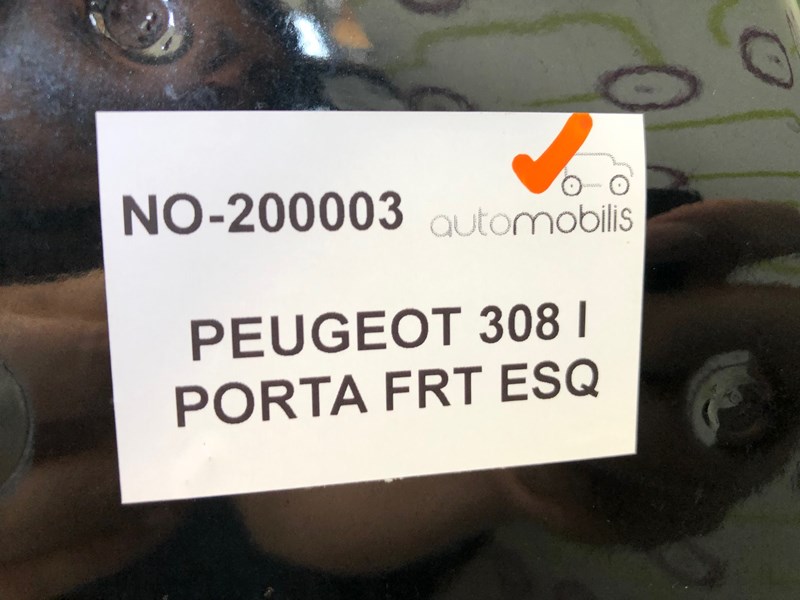 NO-200003
automobilis
PEUGEOT 308 I
PORTA FRT ESQ